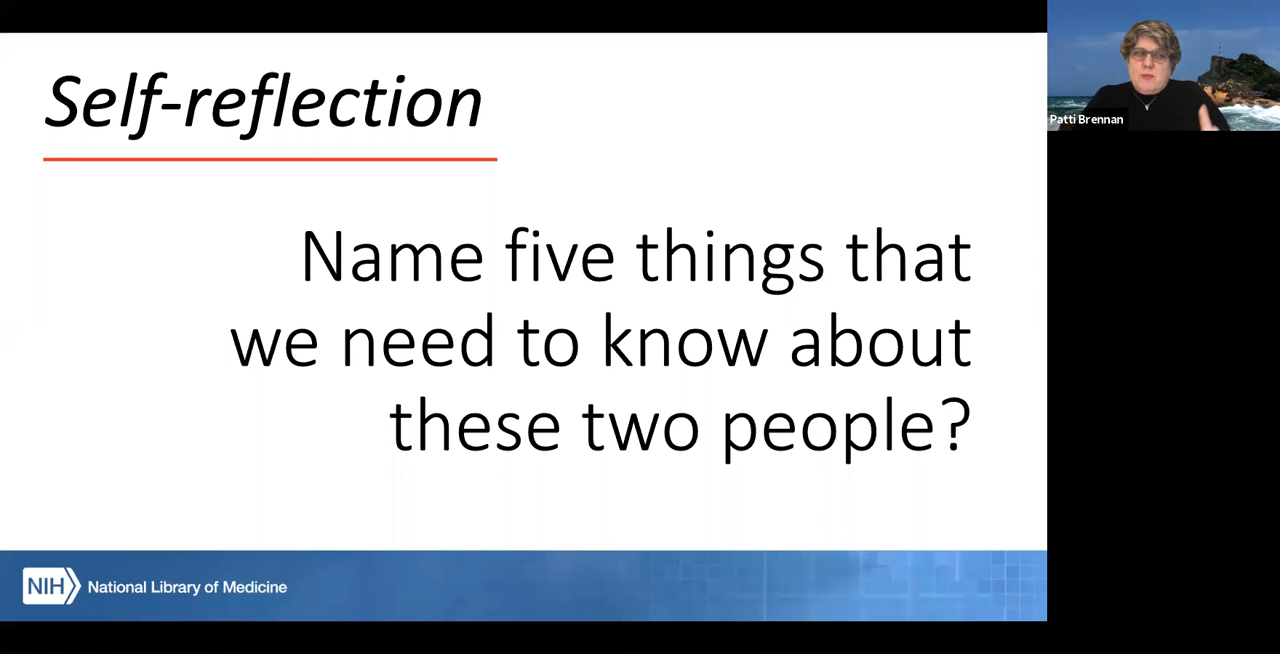 Self-reflection
Name five things that
we need to know about
these two people?
NIH National Library of Medicine
Patti Brennan